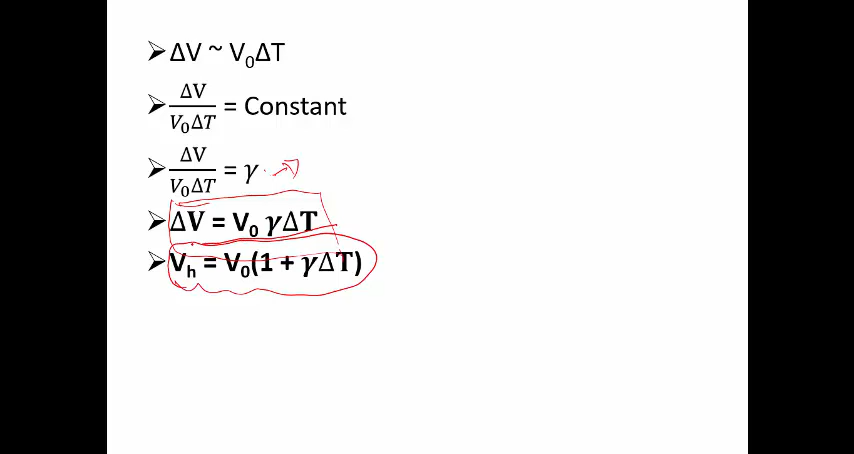 ➢ ΔV ~ V₀ΔT
➢ ΔV/V₀ΔT = Constant
➢ ΔV/V₀ΔT = γ
➢ ΔV = V₀ γΔT
➢ Vₕ = V₀(1 + γΔT)